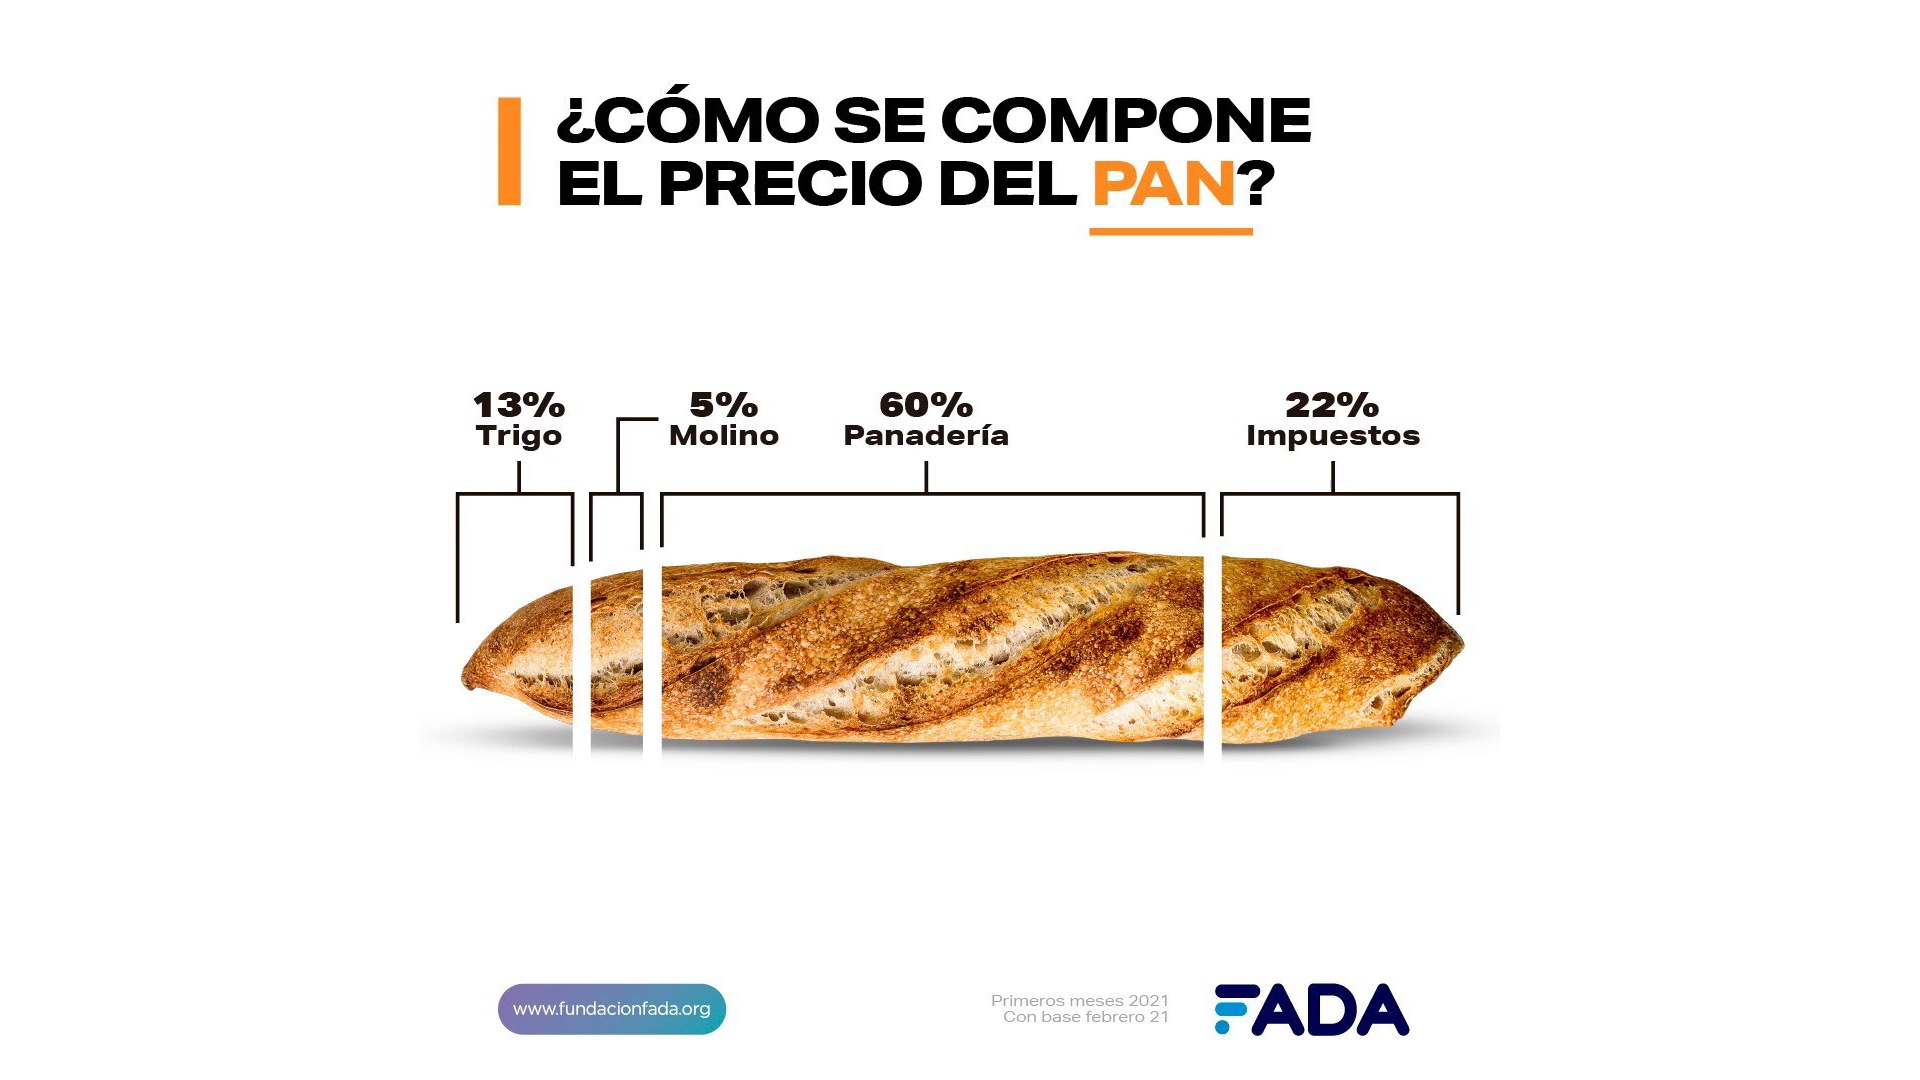 ¿CÓMO SE COMPONE
EL PRECIO DEL PAN?
13%
Trigo
5%
Molino
60%
Panadería
22%
Impuestos
www.fundacionfada.org
Primeros meses 2021
Con base febrero 21
FADA